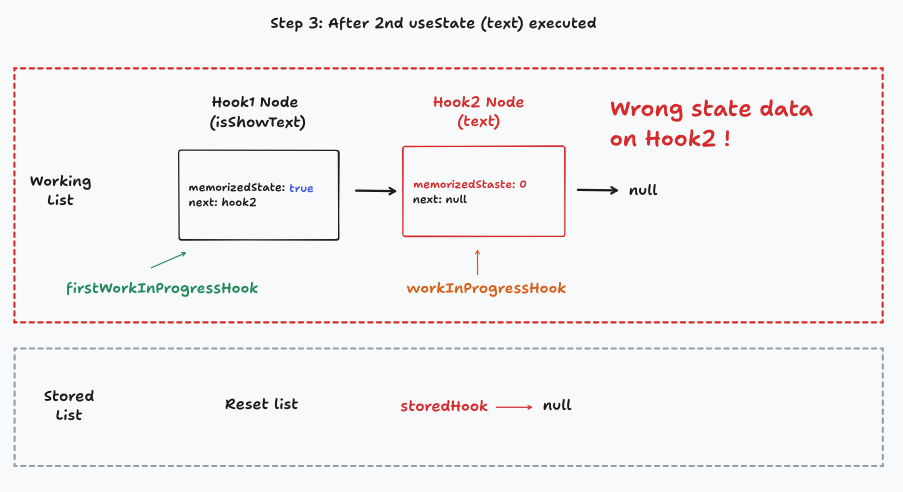 Step 3: After 2nd useState (text) executed
Hook1 Node
(isShowText)
Hook2 Node
(text)
Wrong state data
on Hook2 !
Working
List
memorizedState: true
next: hook2
memorizedStaste: 0
next: null
null
firstWorkInProgressHook
workInProgressHook
Stored
List
Reset list
storedHook
null